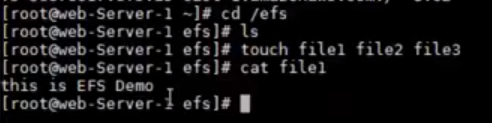 [root@web-Server-1 ~]# cd /efs
[root@web-Server-1 efs]# ls
[root@web-Server-1 efs]# touch file1 file2 file3
[root@web-Server-1 efs]# cat file1
this is EFS Demo
[root@web-Server-1 efs]#